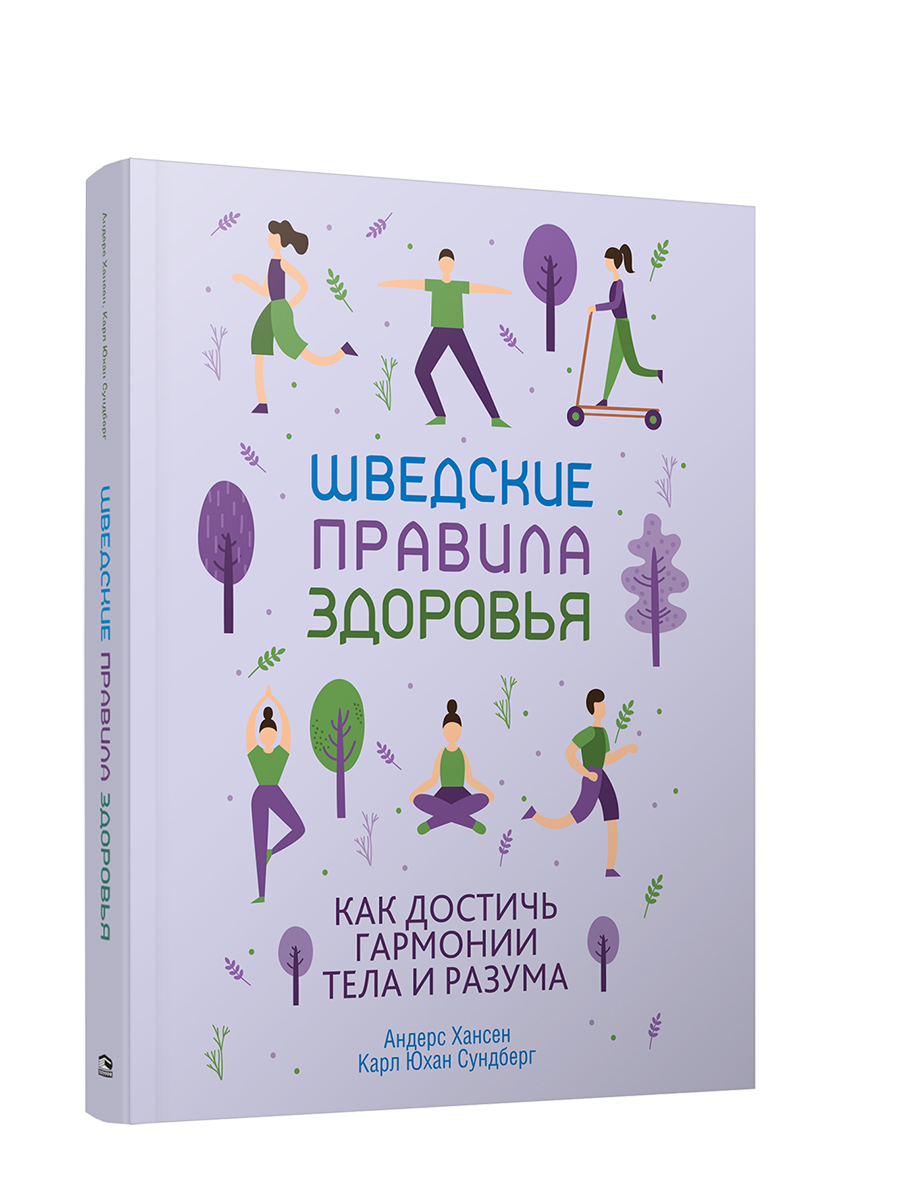 Андерс Хансен, Карл Юхан Сундберг
ШВЕДСКИЕ ПРАВИЛА ЗДОРОВЬЯ
ШВЕДСКИЕ
ПРАВИЛА
ЗДОРОВЬЯ
КАК ДОСТИЧЬ
ГАРМОНИИ
ТЕЛА И РАЗУМА
Андерс Хансен
Карл Юхан Сундберг